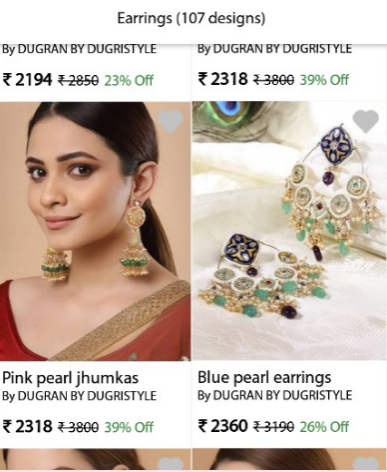 Earrings (107 designs)
By DUGRAN BY DUGRISTYLE
By DUGRAN BY DUGRISTYLE
₹ 2194 ₹ 2850 23% Off
₹ 2318 ₹ 3800 39% Off
Pink pearl jhumkas
By DUGRAN BY DUGRISTYLE
Blue pearl earrings
By DUGRAN BY DUGRISTYLE
₹ 2318 ₹ 3800 39% Off
₹ 2360 ₹ 3190 26% Off